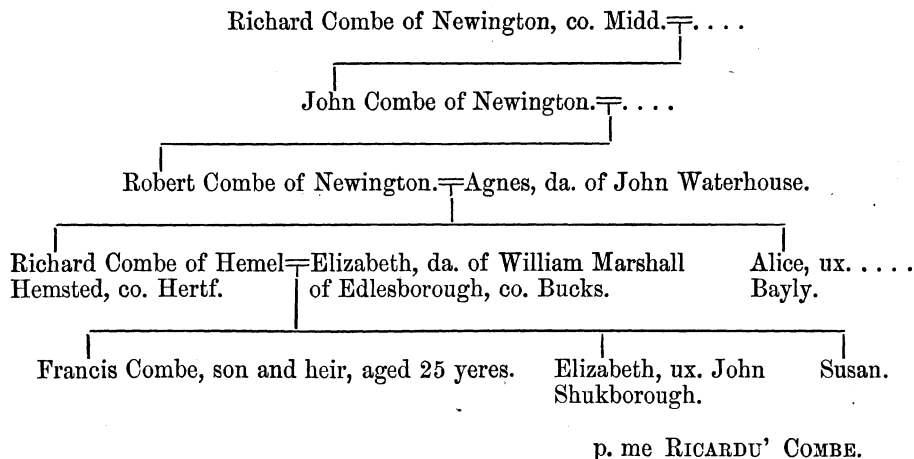 Richard Combe of Newington, co. Midd.=. . . .
John Combe of Newington.=. . . .
Robert Combe of Newington.=Agnes, da. of John Waterhouse.
Richard Combe of Hemel=Elizabeth, da. of William Marshall Alice, ux. . . . .
Hemsted, co. Hertf. of Edlesborough, co. Bucks. Bayly.
Francis Combe, son and heir, aged 25 yeres. Elizabeth, ux. John Susan.
Shukborough.
p. me RICARDU' COMBE.